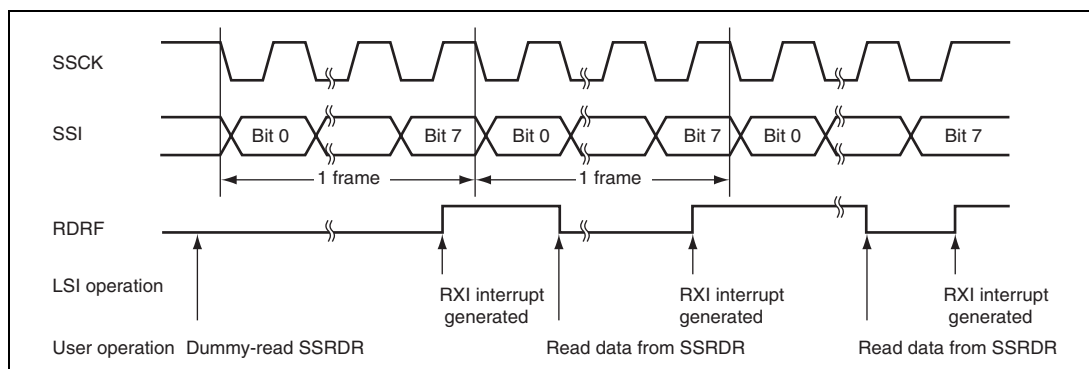 SSCK
SSI
Bit 0
Bit 7
Bit 0
Bit 7
Bit 0
Bit 7
1 frame
1 frame
RDRF
LSI operation
RXI interrupt
generated
RXI interrupt
generated
RXI interrupt
generated
User operation
Dummy-read SSRDR
Read data from SSRDR
Read data from SSRDR